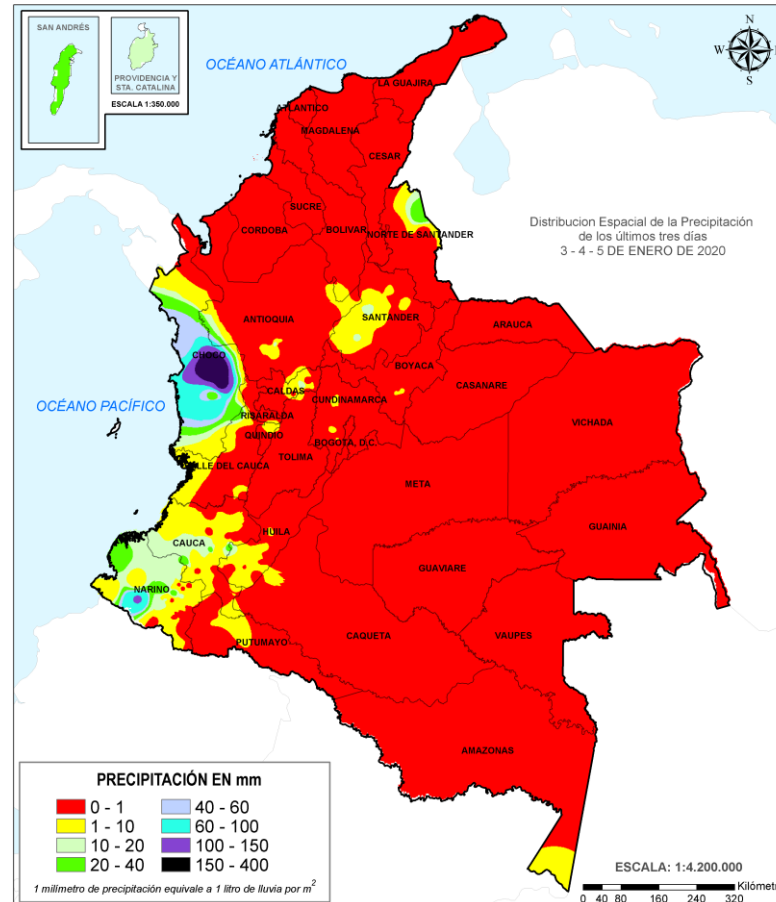 SAN ANDRÉS
PROVIDENCIA Y
STA. CATALINA
ESCALA 1:350.000
OCÉANO ATLÁNTICO
N
W
E
S
LA GUAJIRA
ATLANTICO
MAGDALENA
CESAR
SUCRE
CORDOBA
BOLIVAR
NORTE DE SANTANDER
Distribucion Espacial de la Precipitación
de los últimos tres días
3 - 4 - 5 DE ENERO DE 2020
ANTIOQUIA
SANTANDER
ARAUCA
CHOCO
BOYACA
CASANARE
CALDAS
CUNDINAMARCA
OCÉANO PACÍFICO
RISARALDA
VICHADA
QUINDIO
BOGOTA, D.C.
TOLIMA
VALLE DEL CAUCA
META
GUAINIA
HUILA
CAUCA
GUAVIARE
NARINO
VAUPES
CAQUETA
PUTUMAYO
AMAZONAS
PRECIPITACIÓN EN mm
0 - 1
40 - 60
1 - 10
60 - 100
10 - 20
100 - 150
20 - 40
150 - 400
1 milímetro de precipitación equivale a 1 litro de lluvia por m2
ESCALA: 1:4.200.000
Kilóm
0 40 80 160 240 320